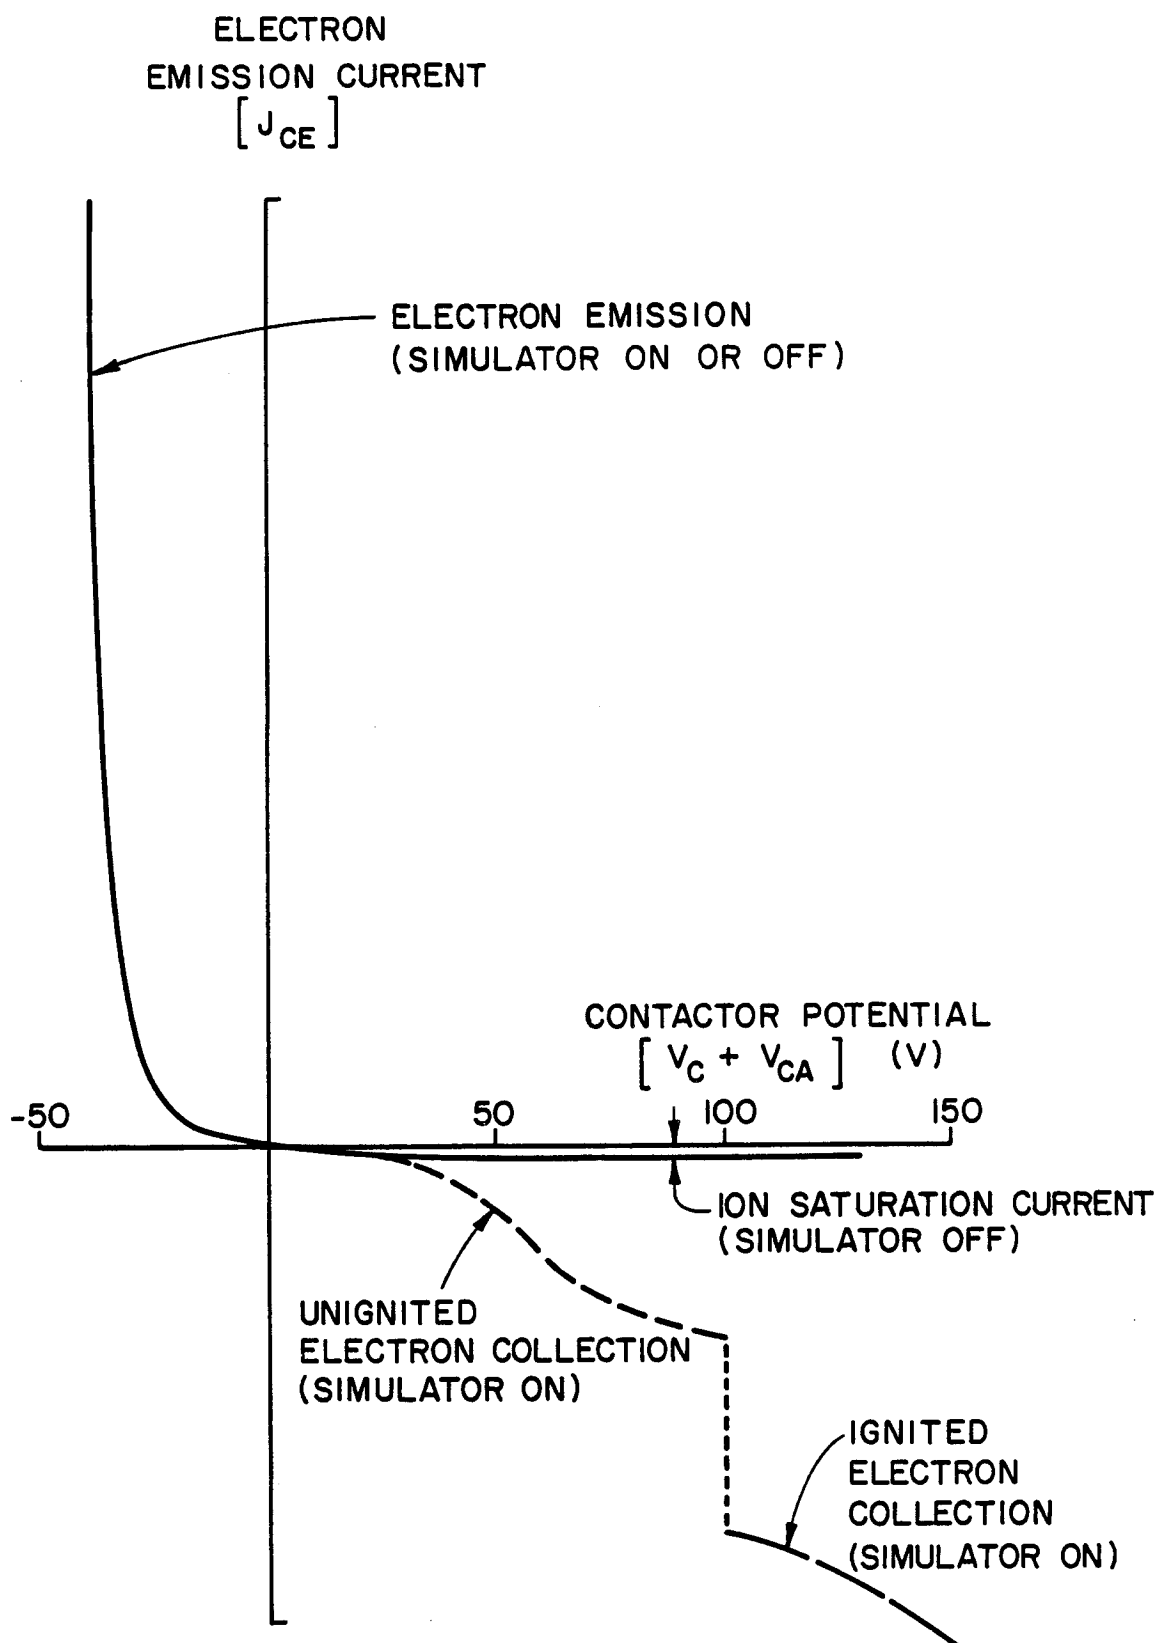 ELECTRON
EMISSION CURRENT
[ J_CE ]
ELECTRON EMISSION
(SIMULATOR ON OR OFF)
CONTACTOR POTENTIAL
[ V_C + V_CA ] (V)
-50 50 100 150
ION SATURATION CURRENT
(SIMULATOR OFF)
UNIGNITED
ELECTRON COLLECTION
(SIMULATOR ON)
IGNITED
ELECTRON
COLLECTION
(SIMULATOR ON)